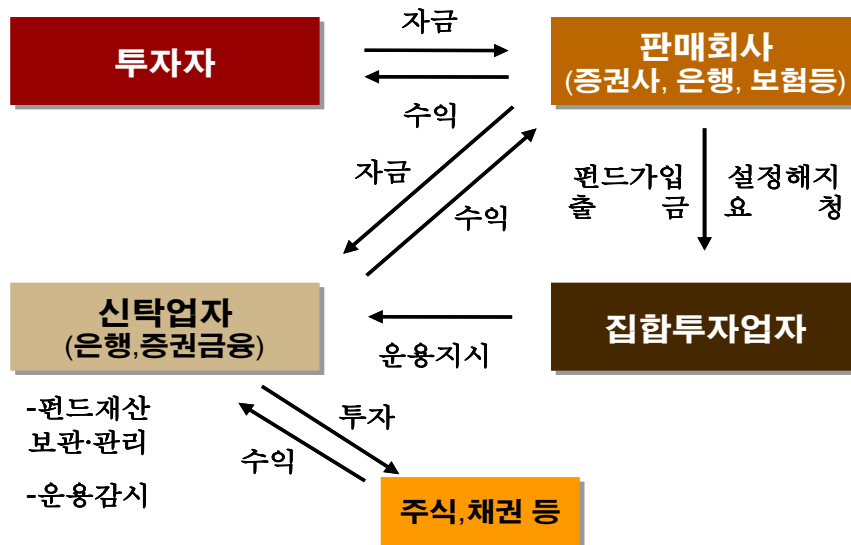 투자자
자금
수익
판매회사
(증권사, 은행, 보험등)
자금
수익
펀드가입
출 금
설정해지
요 청
신탁업자
(은행,증권금융)
운용지시
집합투자업자
-펀드재산
보관·관리
-운용감시
투자
수익
주식,채권 등